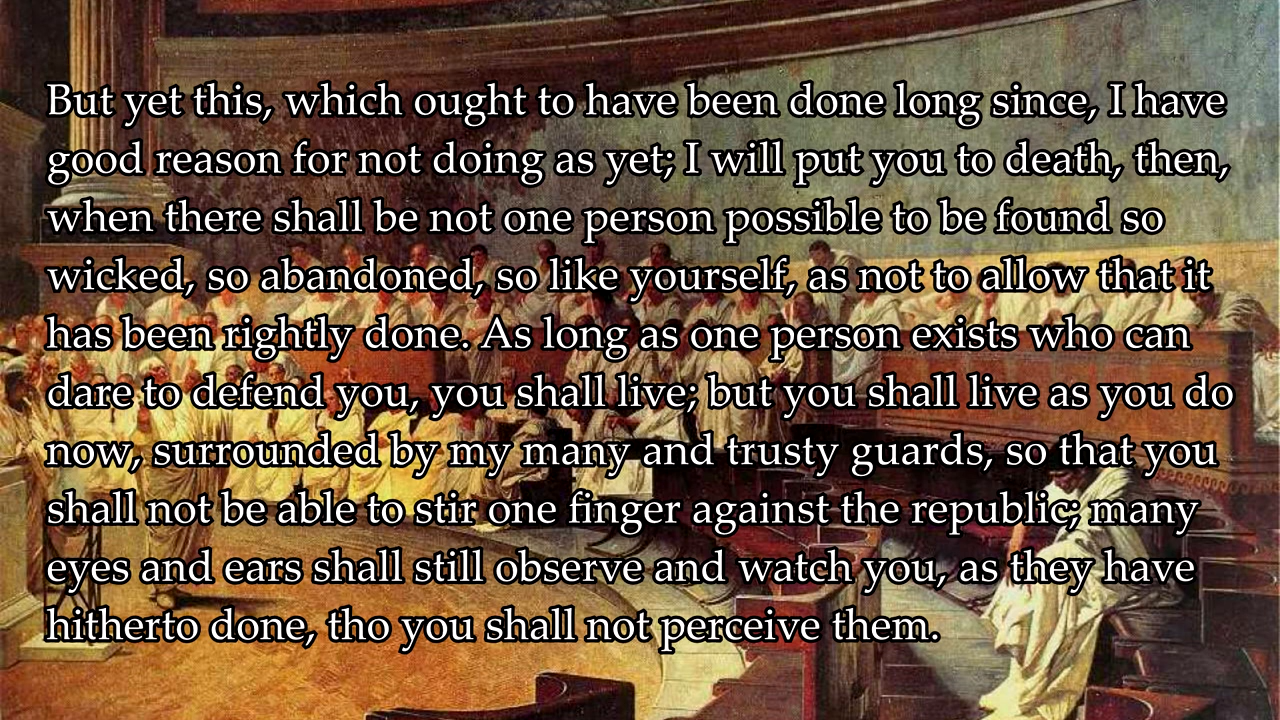 But yet this, which ought to have been done long since, I have
good reason for not doing as yet; I will put you to death, then,
when there shall be not one person possible to be found so
wicked, so abandoned, so like yourself, as not to allow that it
has been rightly done. As long as one person exists who can
dare to defend you, you shall live; but you shall live as you do
now, surrounded by my many and trusty guards, so that you
shall not be able to stir one finger against the republic; many
eyes and ears shall still observe and watch you, as they have
hitherto done, tho you shall not perceive them.